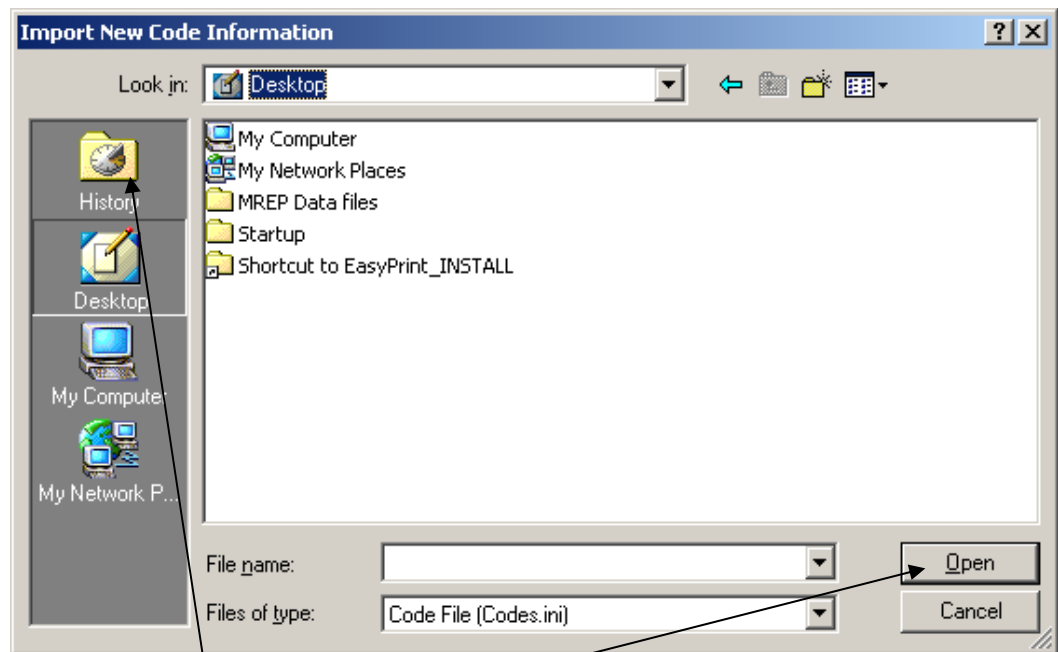 Import New Code Information
Look in: Desktop
History
Desktop
My Computer
My Network P...
My Computer
My Network Places
MREP Data files
Startup
Shortcut to EasyPrint_INSTALL
File name: Open
Files of type: Code File (Codes.ini) Cancel